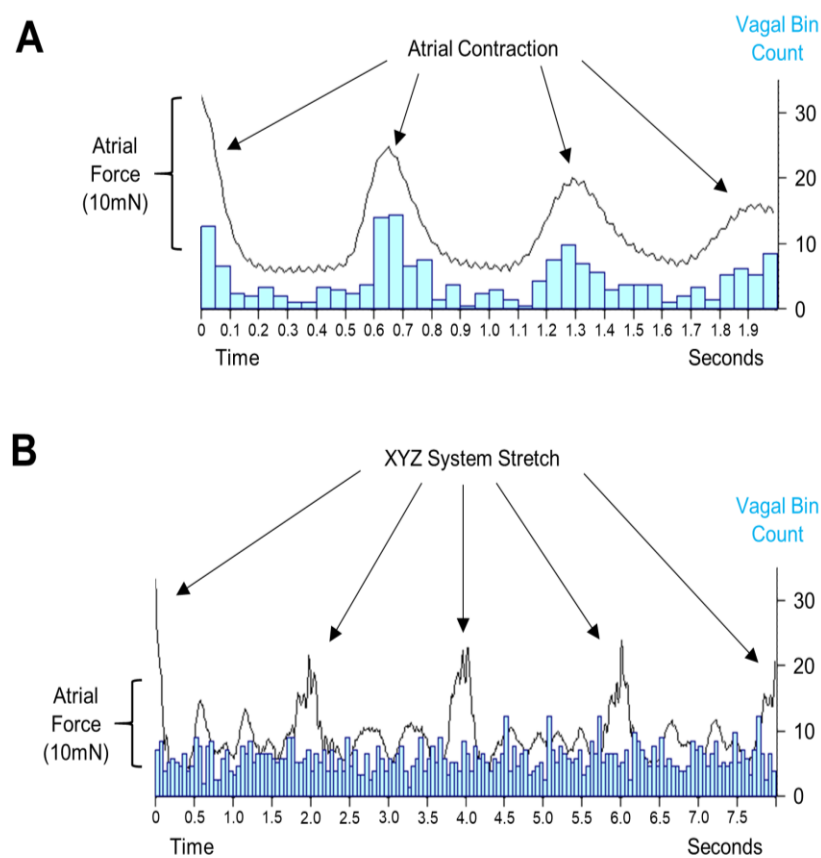 A
Atrial Contraction
Vagal Bin
Count
Atrial
Force
(10mN)
30
20
10
0
0 0.1 0.2 0.3 0.4 0.5 0.6 0.7 0.8 0.9 1.0 1.1 1.2 1.3 1.4 1.5 1.6 1.7 1.8 1.9
Time Seconds
B
XYZ System Stretch
Vagal Bin
Count
Atrial
Force
(10mN)
30
20
10
0
0 0.5 1.0 1.5 2.0 2.5 3.0 3.5 4.0 4.5 5.0 5.5 6.0 6.5 7.0 7.5
Time Seconds